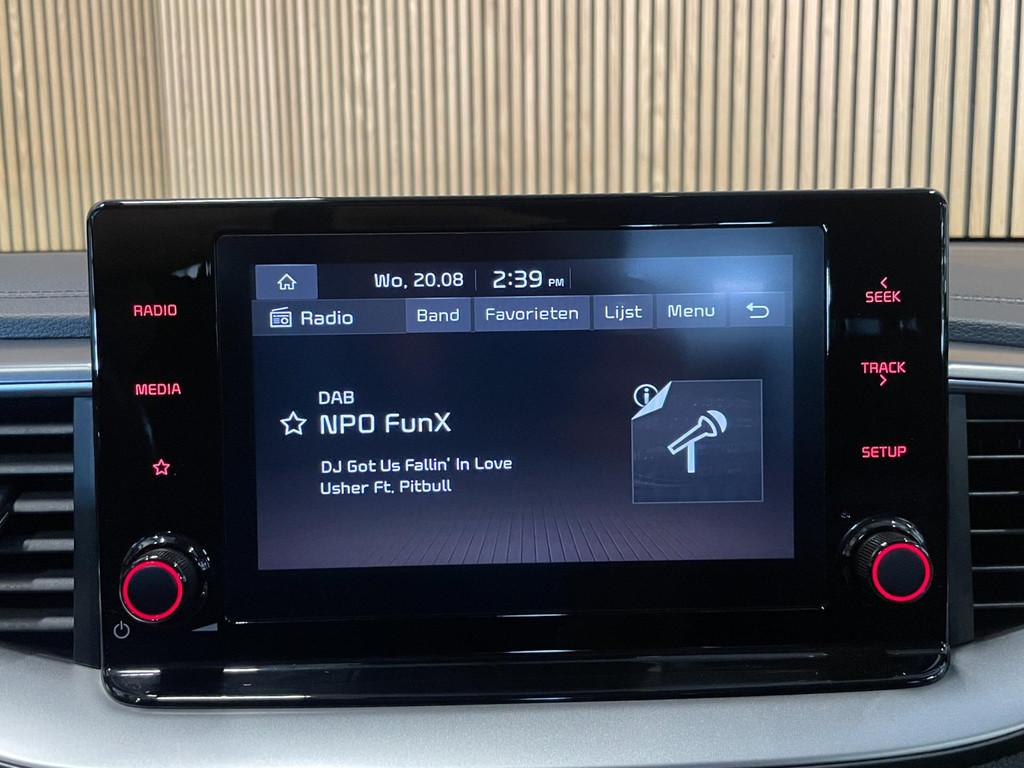 Wo, 20.08 2:39 PM
Radio Band Favorieten Lijst Menu
DAB
NPO FunX
DJ Got Us Fallin' In Love
Usher Ft. Pitbull
RADIO
MEDIA
SEEK
TRACK
SETUP